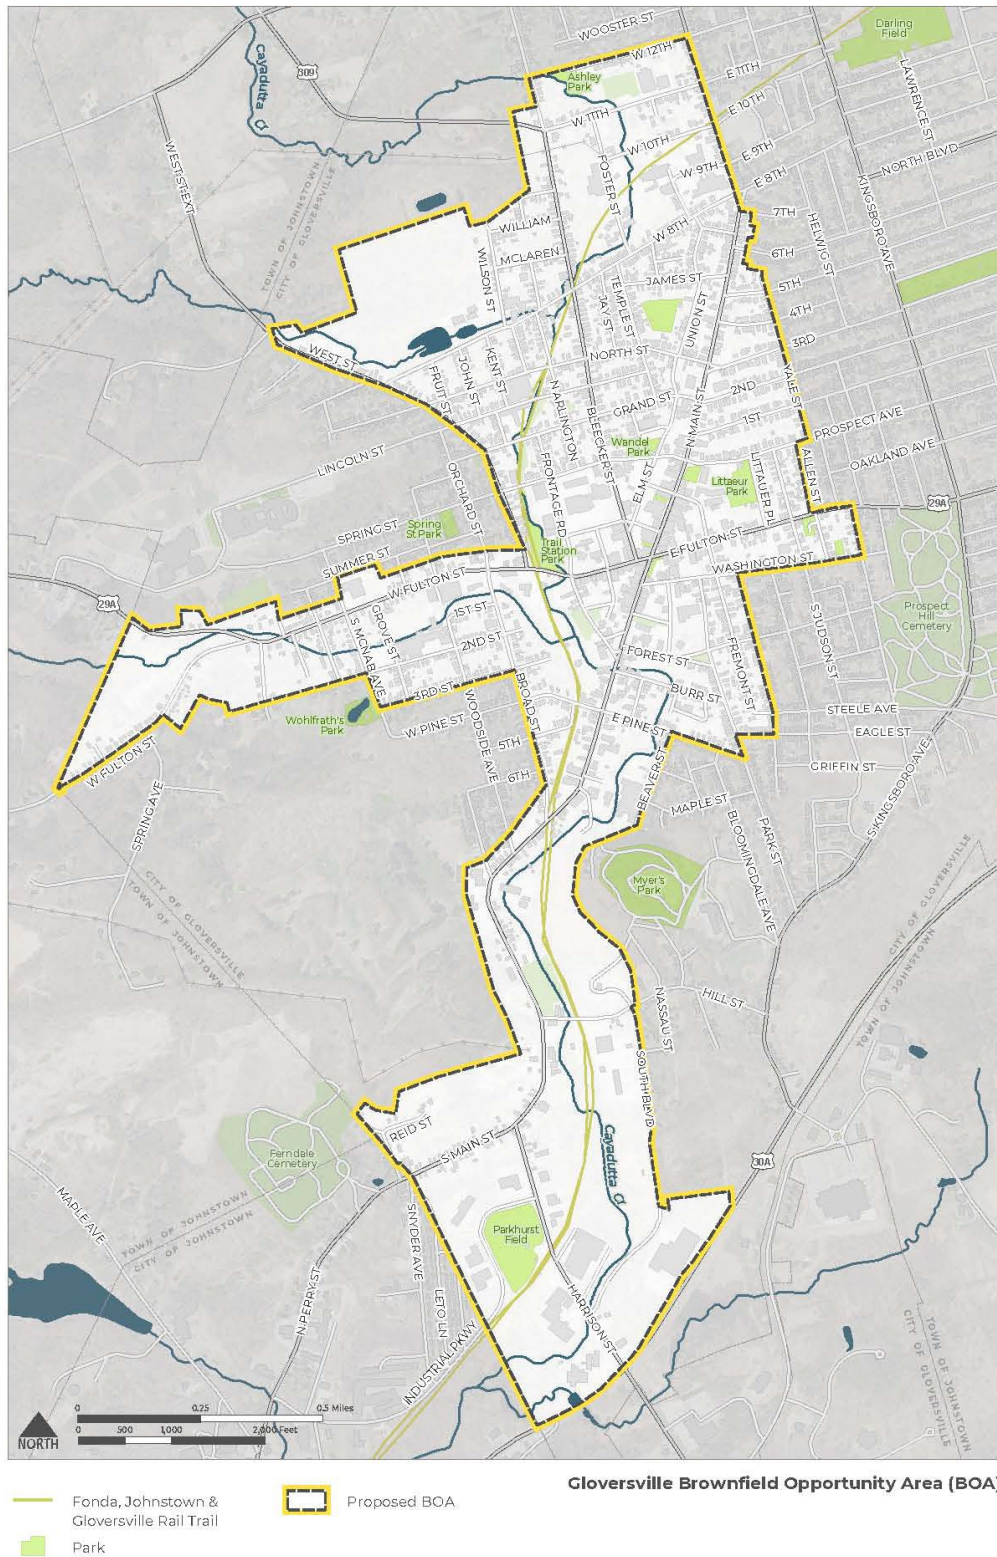 WOOSTER ST
Darling
Field
W 12TH
309
Cayadutta Cr
Ashley
Park
E 11TH
LAWRENCE ST
W 11TH
E 10TH
W 10TH
NORTH BLVD
WEST ST EXT
FOSTER ST
W 9TH
E 9TH
E 8TH
KINGSBORO AVE
TOWN OF JOHNSTOWN
CITY OF GLOVERSVILLE
WILLIAM
W 8TH
7TH
HELWIG ST
MCLAREN
6TH
WILSON ST
JAMES ST
5TH
TEMPLE ST
JAY ST
UNION ST
4TH
WEST ST
KENT ST
NORTH ST
3RD
JOHN ST
FRUIT ST
N ARLINGTON
2ND
YALE ST
GRAND ST
BLEECKER ST
N MAIN ST
1ST
PROSPECT AVE
LINCOLN ST
Wandel
Park
OAKLAND AVE
ORCHARD ST
FRONTAGE RD
ELM ST
Littaeur
Park
LITTAUER PL
ALLEN ST
29A
SPRING ST
Spring
St Park
SUMMER ST
Trail
Station
Park
E FULTON ST
WASHINGTON ST
W FULTON ST
29A
1ST ST
GROVE ST
S MCNAB AVE
2ND ST
S JUDSON ST
Prospect
Hill
Cemetery
FOREST ST
FREMONT ST
3RD ST
BROAD ST
BURR ST
Wohlfrath's
Park
W PINE ST
WOODSIDE AVE
E PINE ST
STEELE AVE
5TH
EAGLE ST
W FULTON ST
6TH
BEAVER ST
GRIFFIN ST
SPRING AVE
MAPLE ST
PARK ST
BLOOMINGDALE AVE
S KINGSBORO AVE
CITY OF GLOVERSVILLE
TOWN OF JOHNSTOWN
Myer's
Park
CITY OF GLOVERSVILLE
TOWN OF JOHNSTOWN
NASSAU ST
HILL ST
SOUTH BLVD
REID ST
Ferndale
Cemetery
S MAIN ST
Cayadutta Cr
30A
MAPLE AVE
TOWN OF JOHNSTOWN
CITY OF JOHNSTOWN
SNYDER AVE
Parkhurst
Field
N PERRY ST
LETO LN
HARRISON ST
INDUSTRIAL PKWY
TOWN OF JOHNSTOWN
CITY OF GLOVERSVILLE
0 0.25 0.5 Miles
0 500 1,000 2,000 Feet
NORTH
Gloversville Brownfield Opportunity Area (BOA)
Fonda, Johnstown &
Gloversville Rail Trail
Proposed BOA
Park